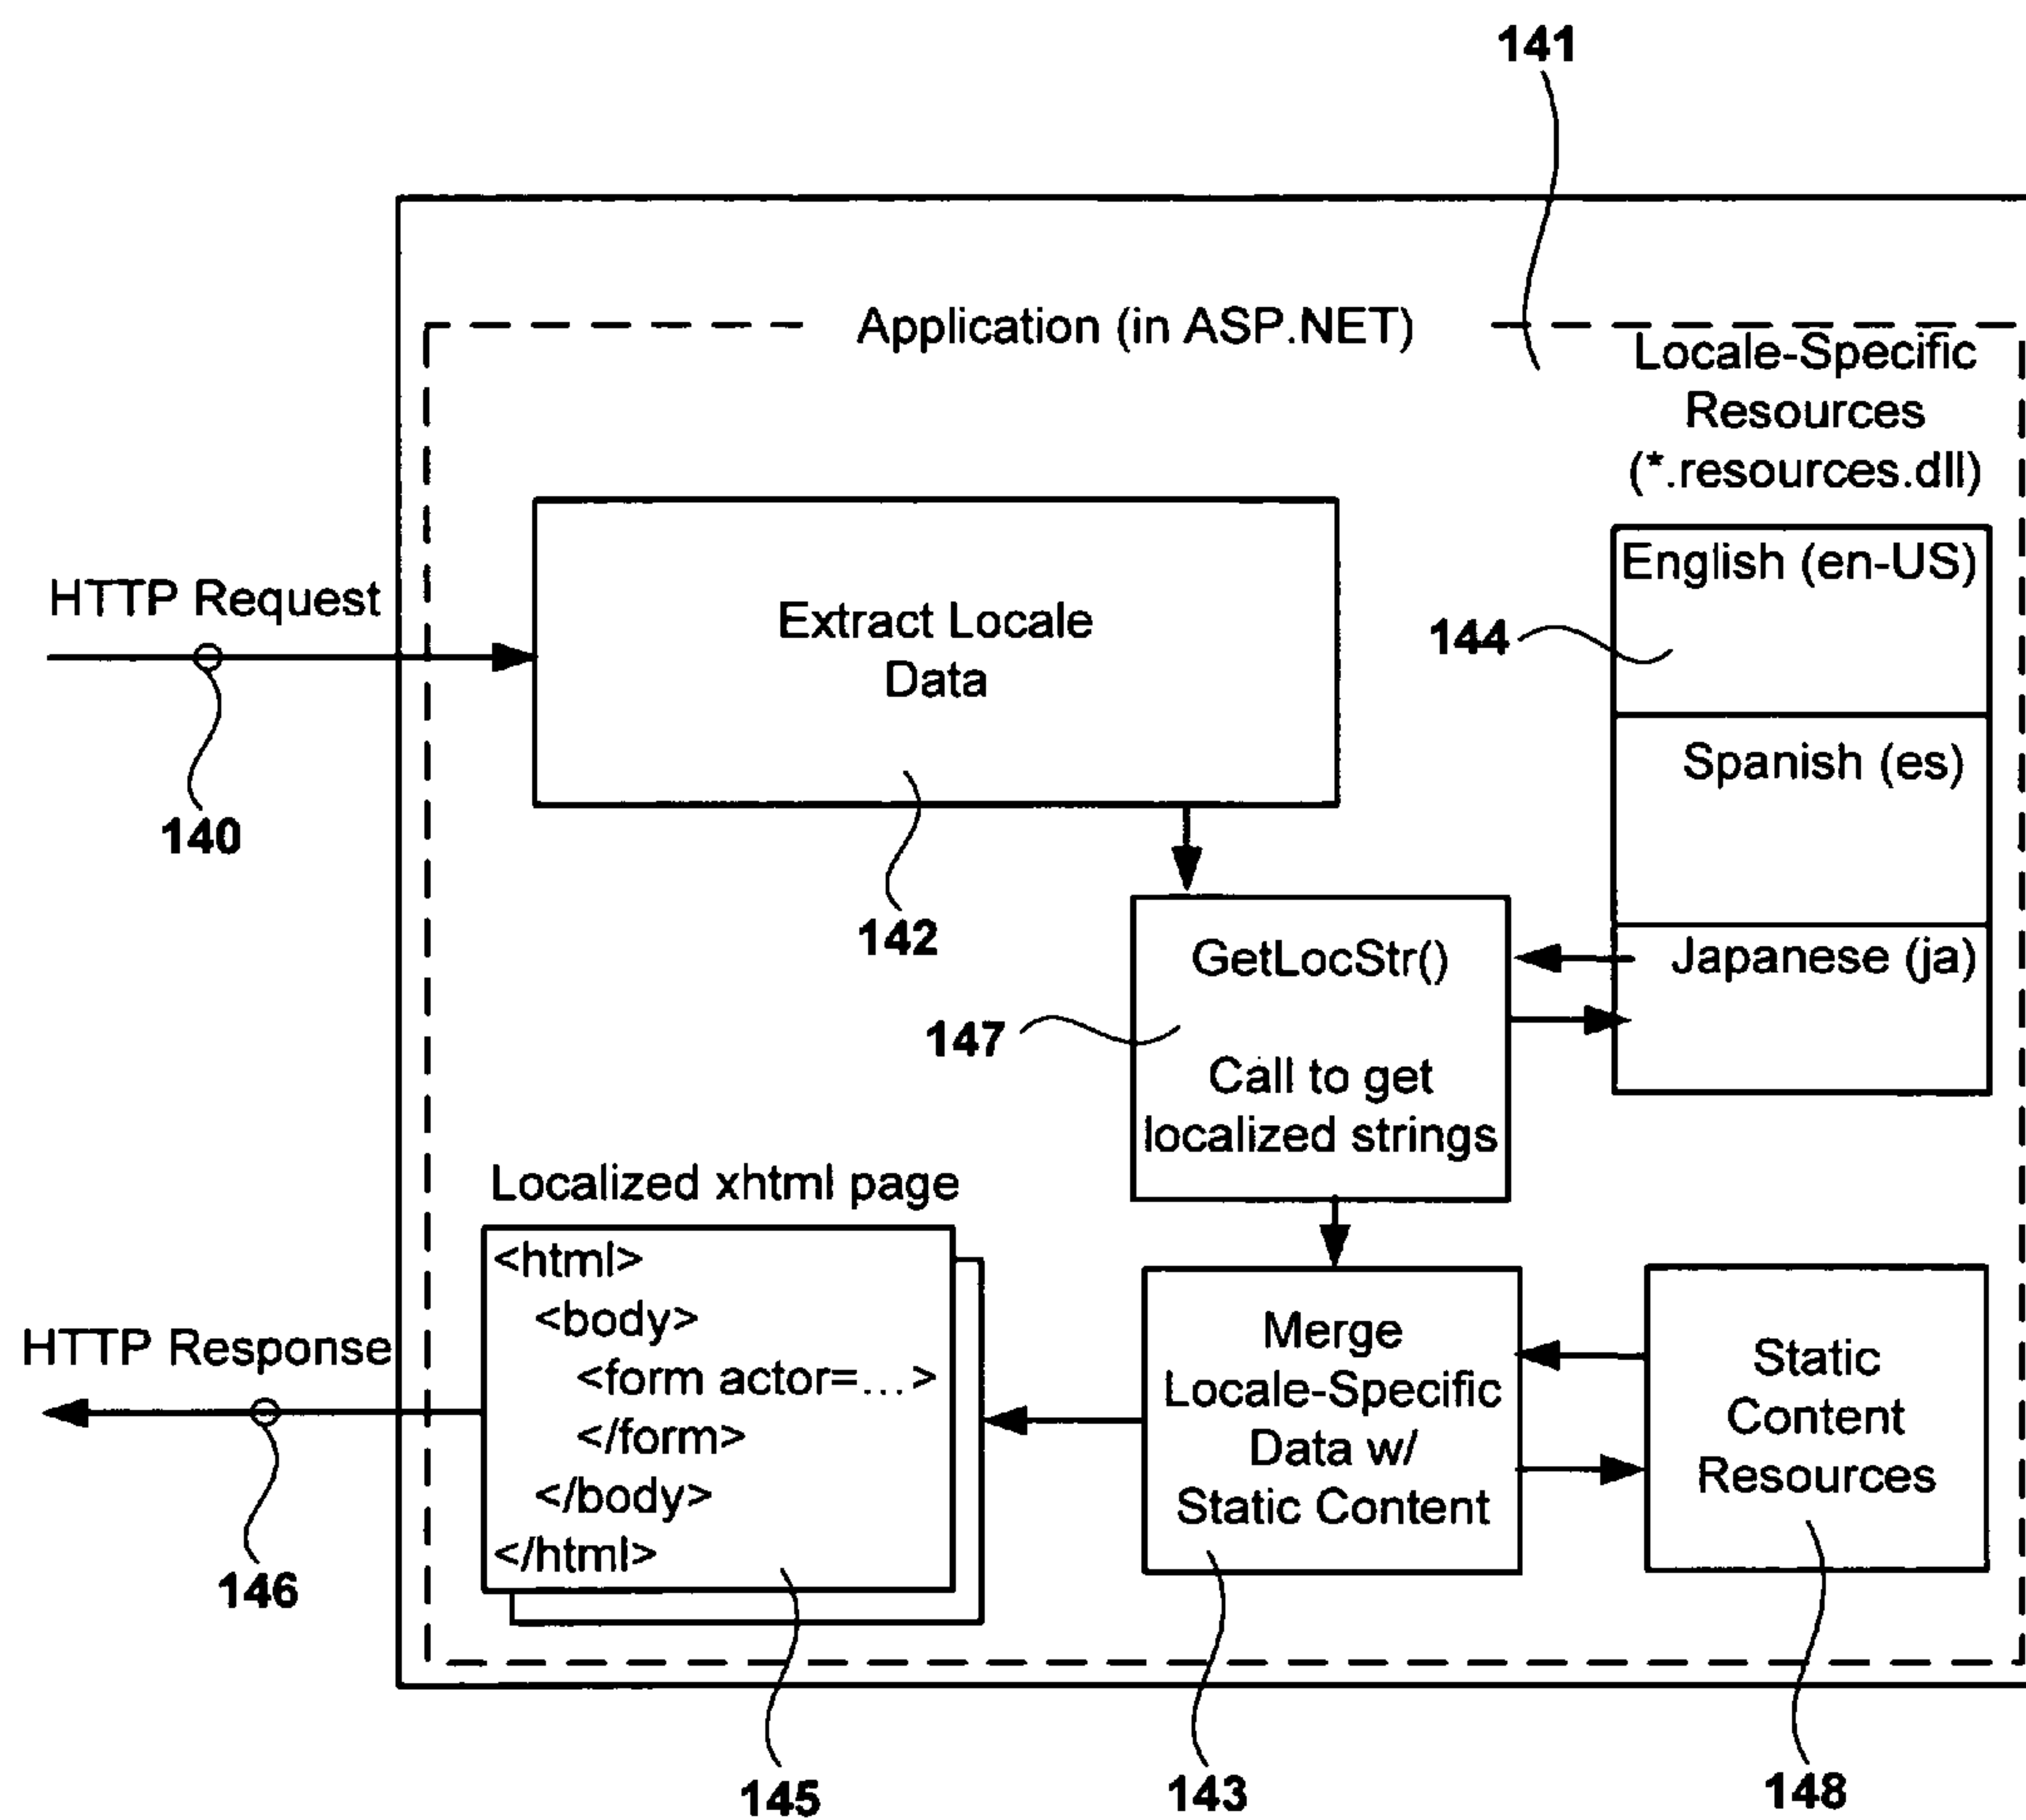 141
Application (in ASP.NET)
Locale-Specific
Resources
(*.resources.dll)
HTTP Request
140
Extract Locale
Data
142
144
English (en-US)
Spanish (es)
Japanese (ja)
GetLocStr()
147
Call to get
localized strings
Localized xhtml page
<html>
<body>
<form actor=...>
</form>
</body>
</html>
HTTP Response
146
145
Merge
Locale-Specific
Data w/
Static Content
143
Static
Content
Resources
148